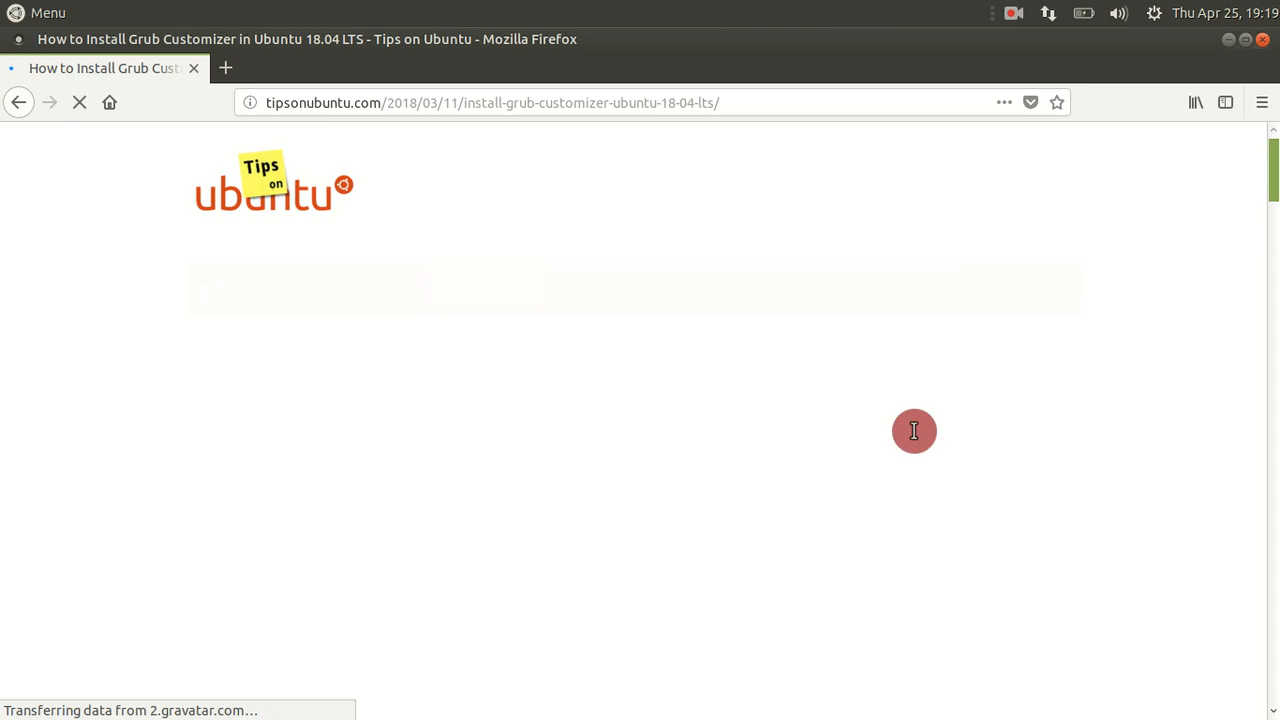 Menu
Thu Apr 25, 19:19
How to Install Grub Customizer in Ubuntu 18.04 LTS - Tips on Ubuntu - Mozilla Firefox
How to Install Grub Cust
tipsonubuntu.com/2018/03/11/install-grub-customizer-ubuntu-18-04-lts/
Tips
on
ubuntu
Transferring data from 2.gravatar.com…